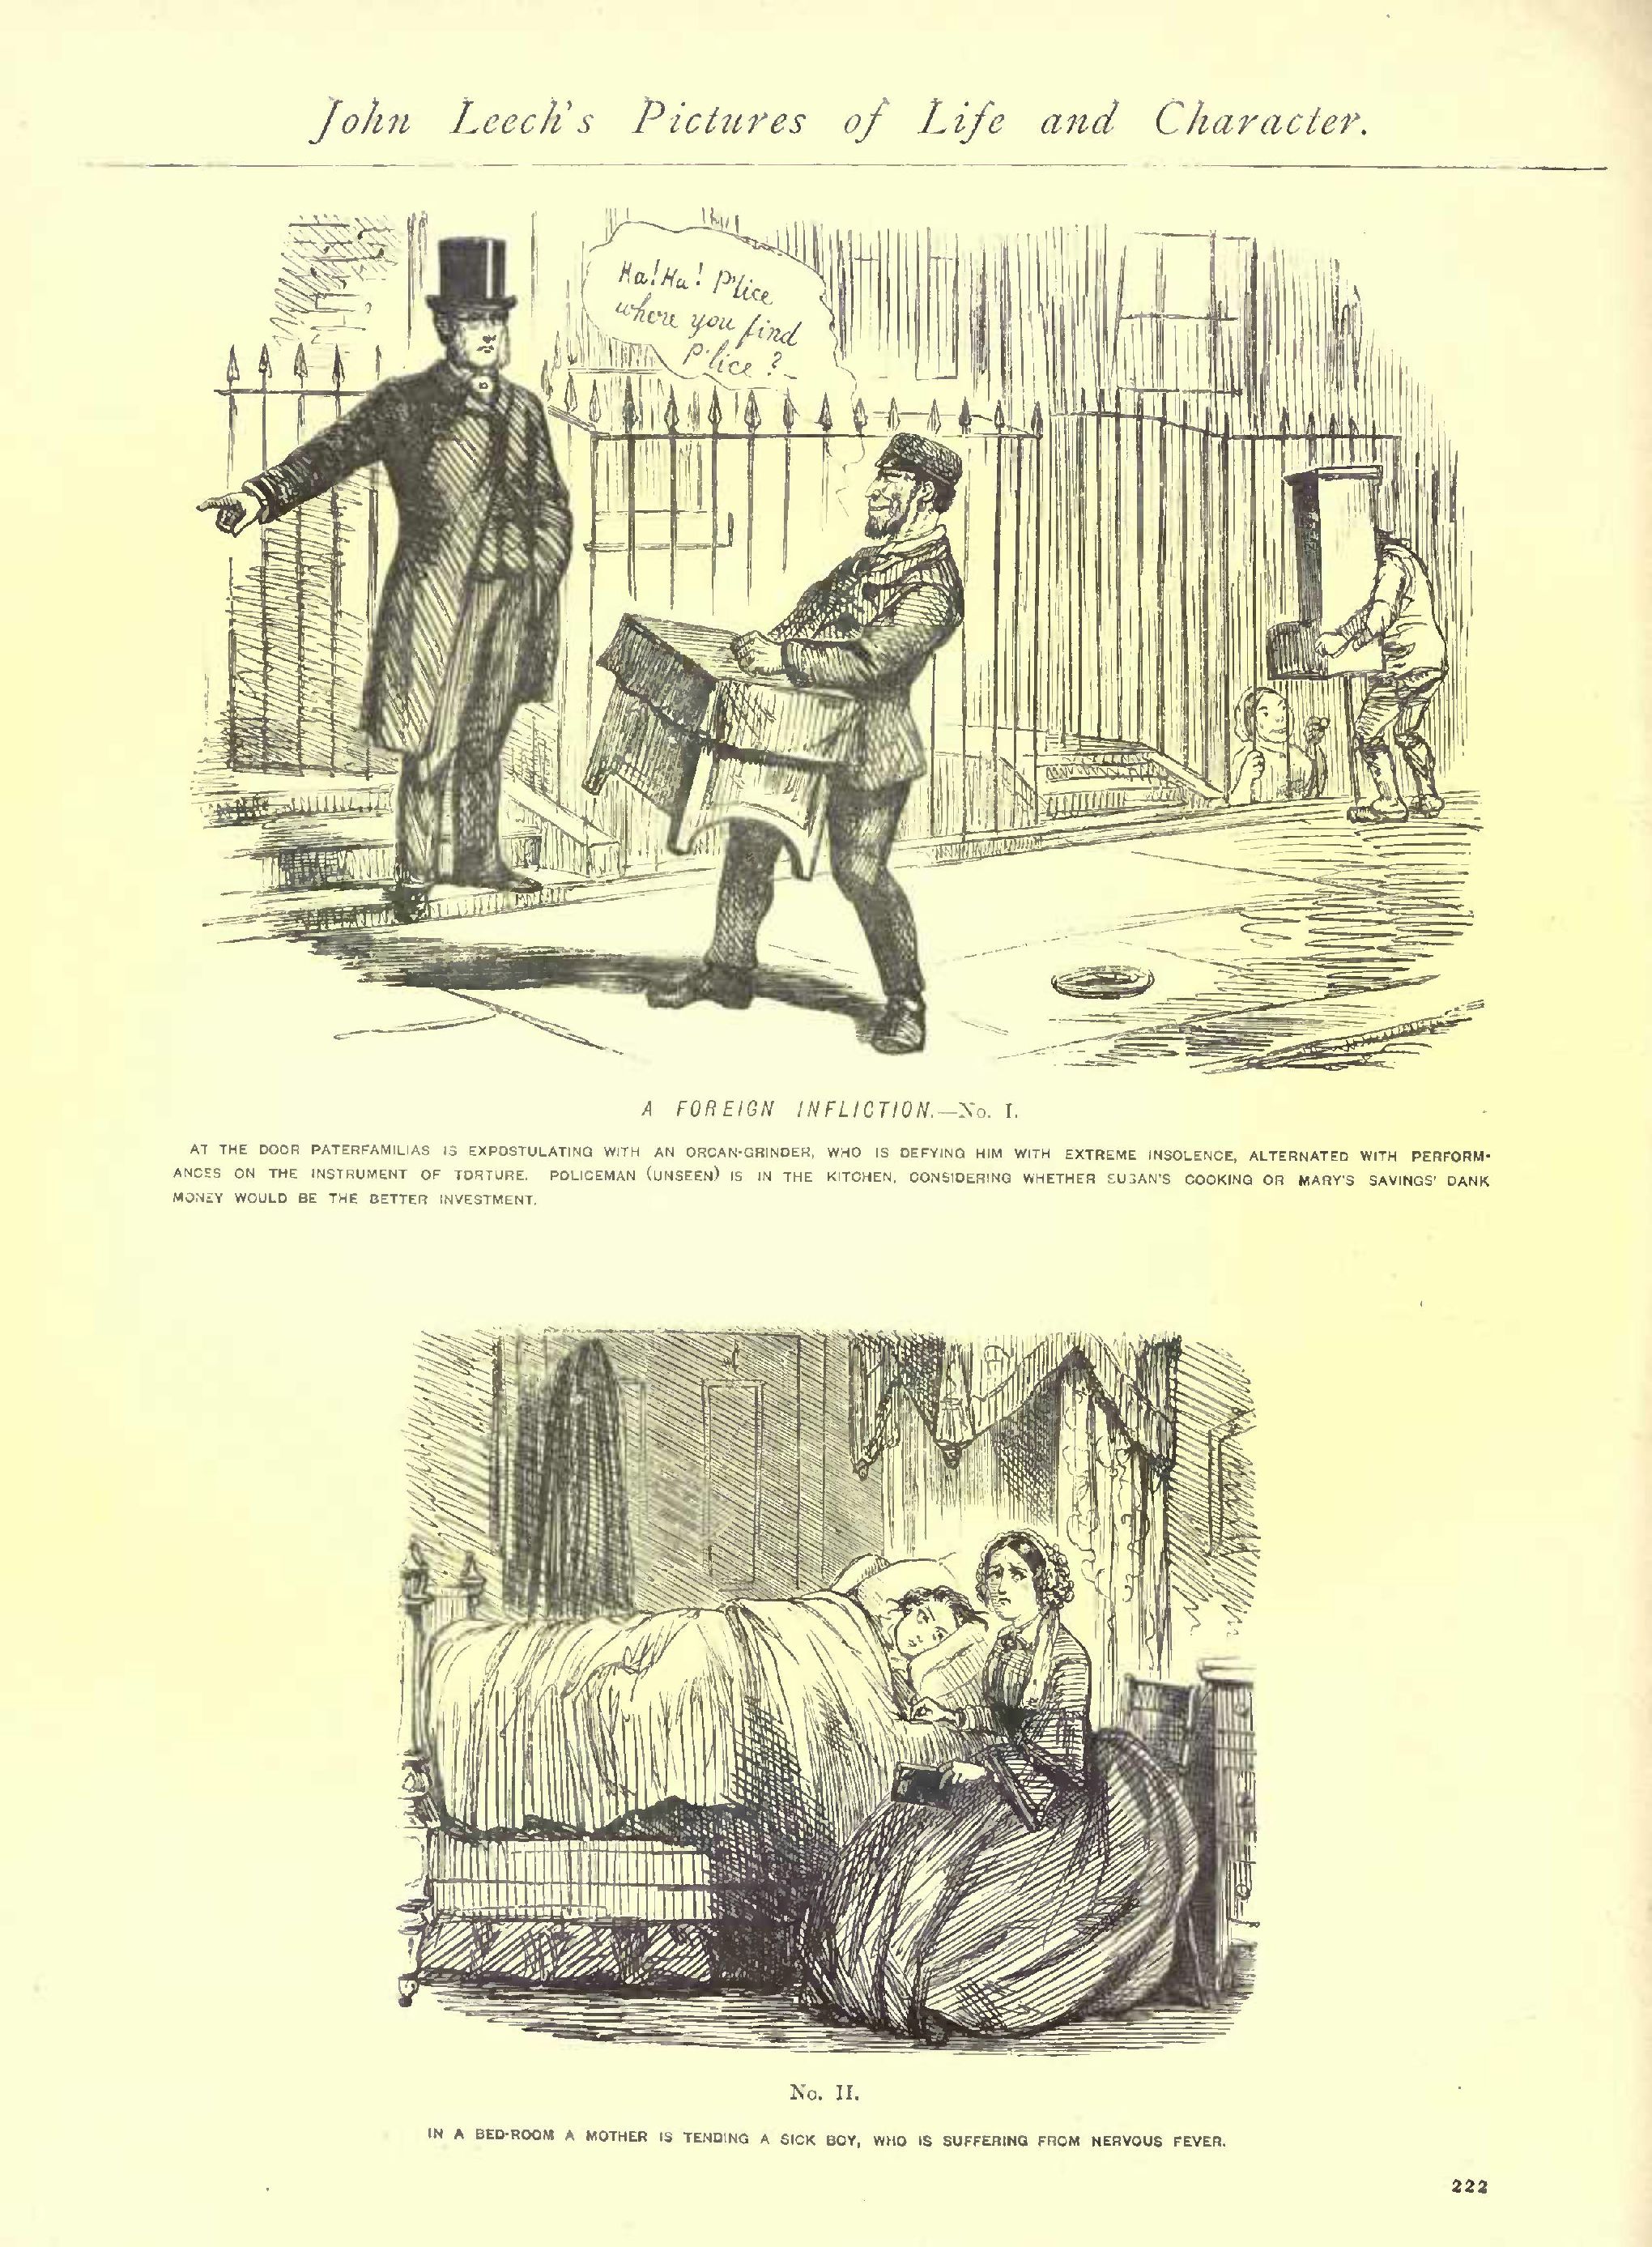 John Leech's Pictures of Life and Character.
Ha! Ha! P'lice
where you find
P'lice?
A FOREIGN INFLICTION.—No. I.
AT THE DOOR PATERFAMILIAS IS EXPOSTULATING WITH AN ORGAN-GRINDER, WHO IS DEFYING HIM WITH EXTREME INSOLENCE, ALTERNATED WITH PERFORM-
ANCES ON THE INSTRUMENT OF TORTURE. POLICEMAN (UNSEEN) IS IN THE KITCHEN, CONSIDERING WHETHER SUSAN'S COOKING OR MARY'S SAVINGS' BANK
MONEY WOULD BE THE BETTER INVESTMENT.
No. II.
IN A BED-ROOM A MOTHER IS TENDING A SICK BOY, WHO IS SUFFERING FROM NERVOUS FEVER.
222